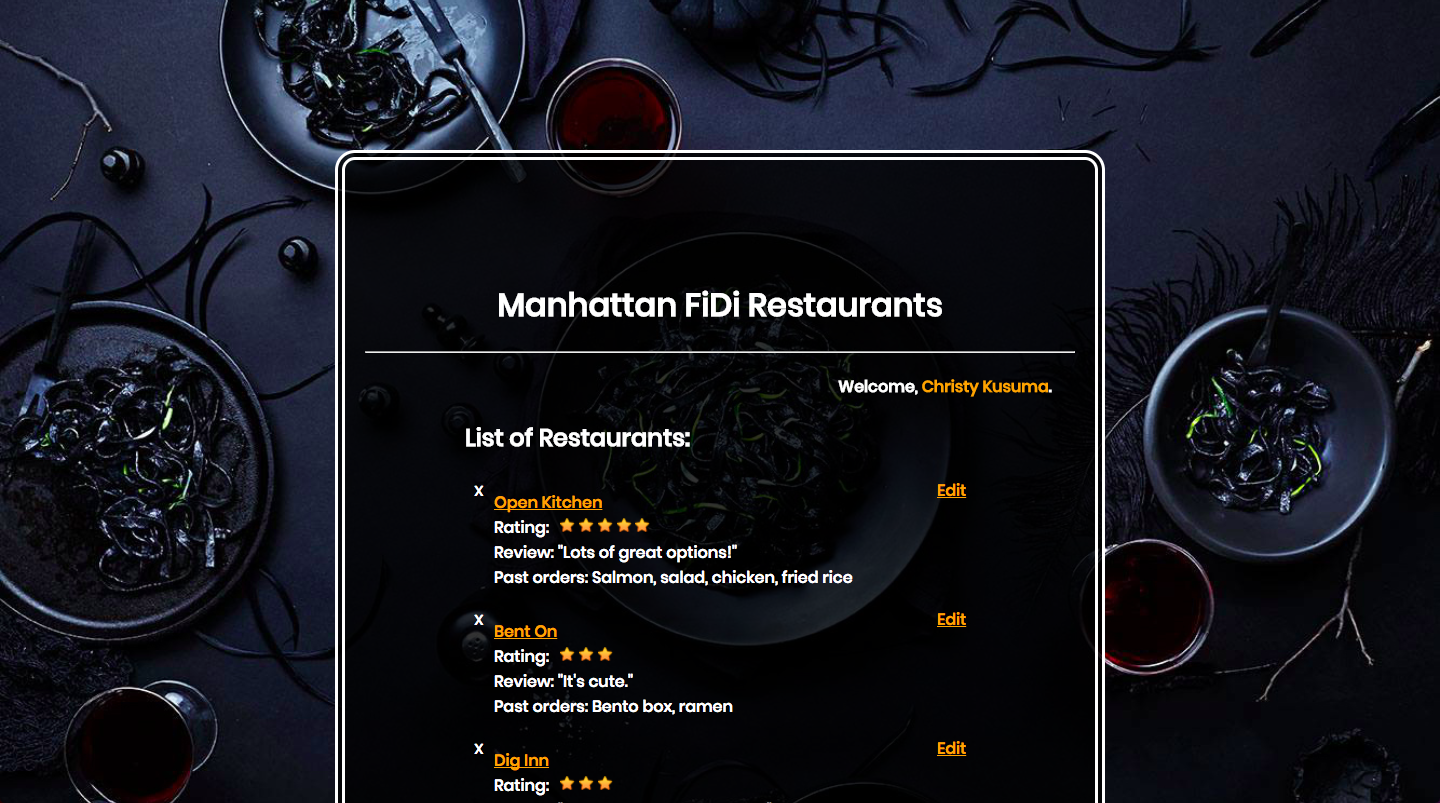 Manhattan FiDi Restaurants
Welcome, Christy Kusuma.
List of Restaurants:
x
Edit
Open Kitchen
Rating: ⭐⭐⭐⭐⭐
Review: "Lots of great options!"
Past orders: Salmon, salad, chicken, fried rice
x
Edit
Bent On
Rating: ⭐⭐⭐
Review: "It's cute."
Past orders: Bento box, ramen
x
Edit
Dig Inn
Rating: ⭐⭐⭐